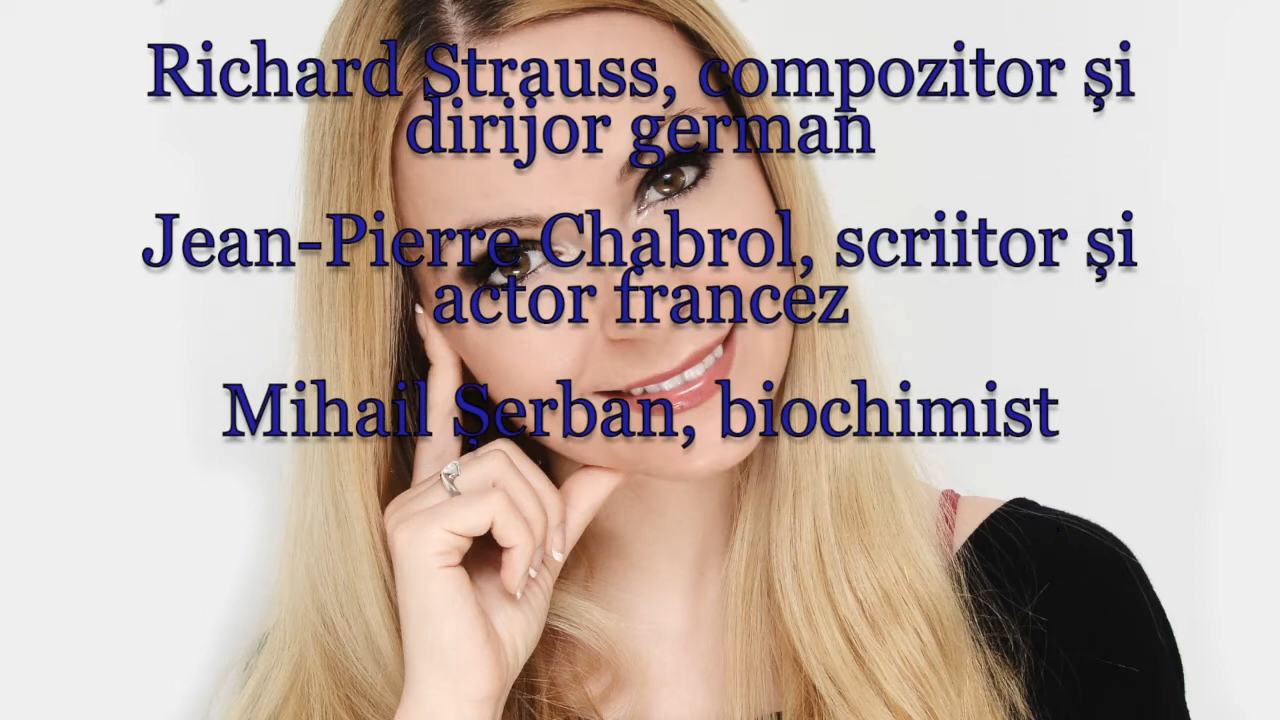 Richard Strauss, compozitor și
dirijor german
Jean-Pierre Chabrol, scriitor și
actor francez
Mihail Șerban, biochimist